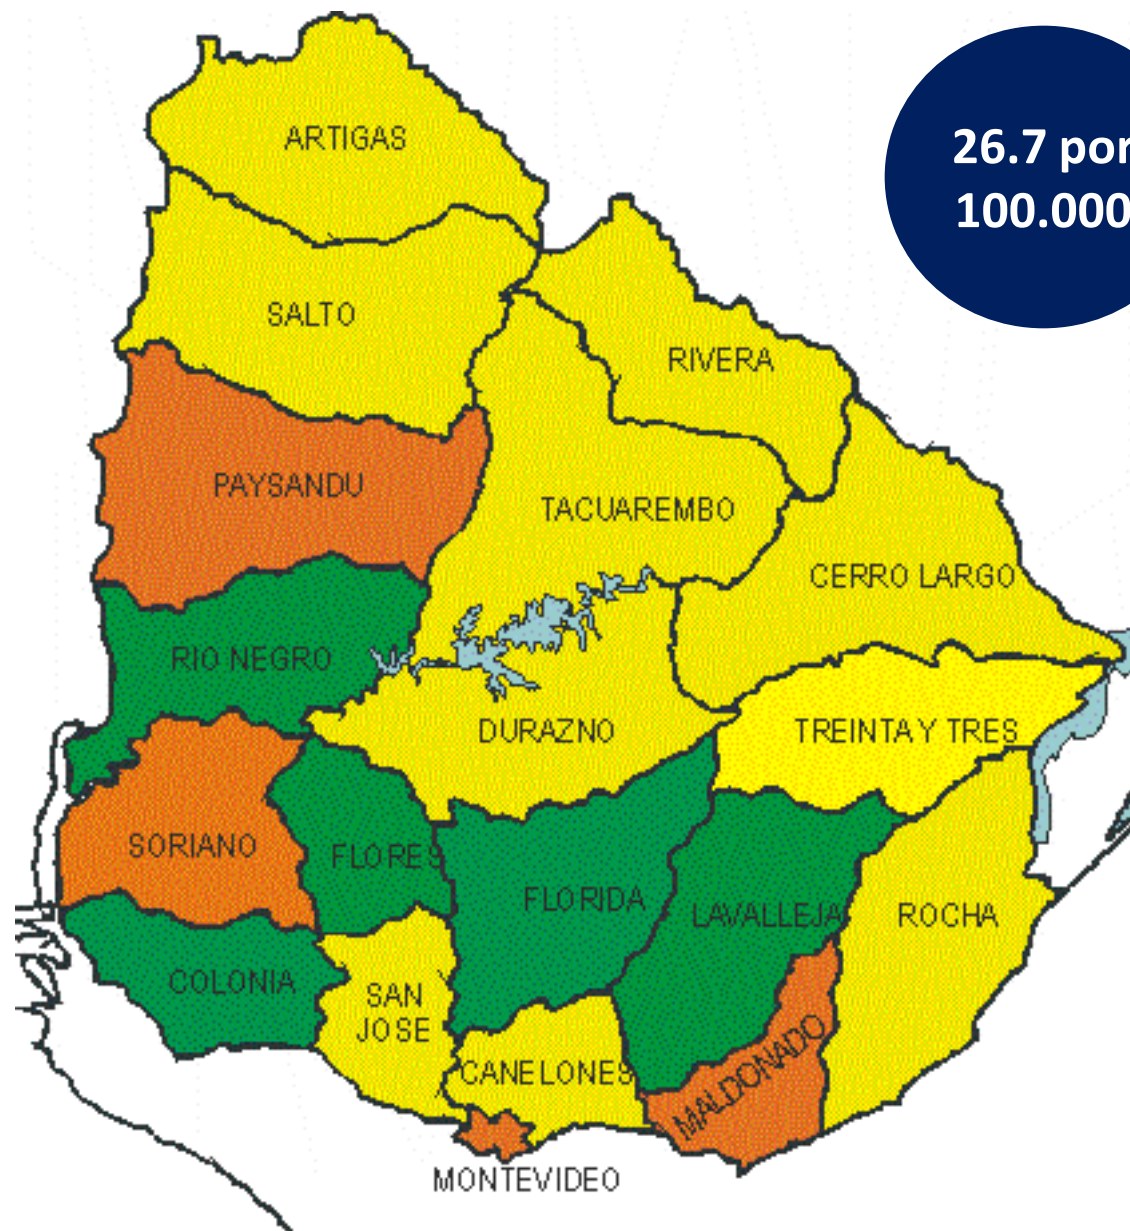 26.7 por
100.000
ARTIGAS
SALTO
RIVERA
PAYSANDU
TACUAREMBO
CERRO LARGO
RIO NEGRO
DURAZNO
TREINTA Y TRES
SORIANO
FLORES
FLORIDA
LAVALLEJA
ROCHA
COLONIA
SAN
JOSE
CANELONES
MALDONADO
MONTEVIDEO